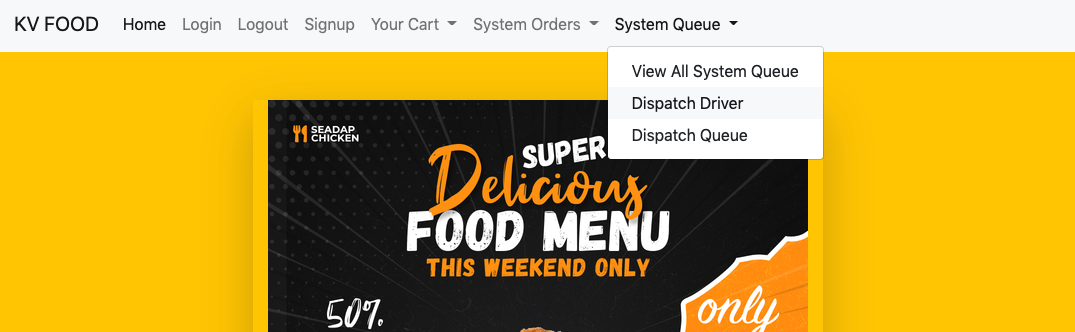 KV FOOD Home Login Logout Signup Your Cart System Orders System Queue
View All System Queue
Dispatch Driver
Dispatch Queue
SEADAP
CHICKEN
SUPER
Delicious
FOOD MENU
THIS WEEKEND ONLY
50%
only